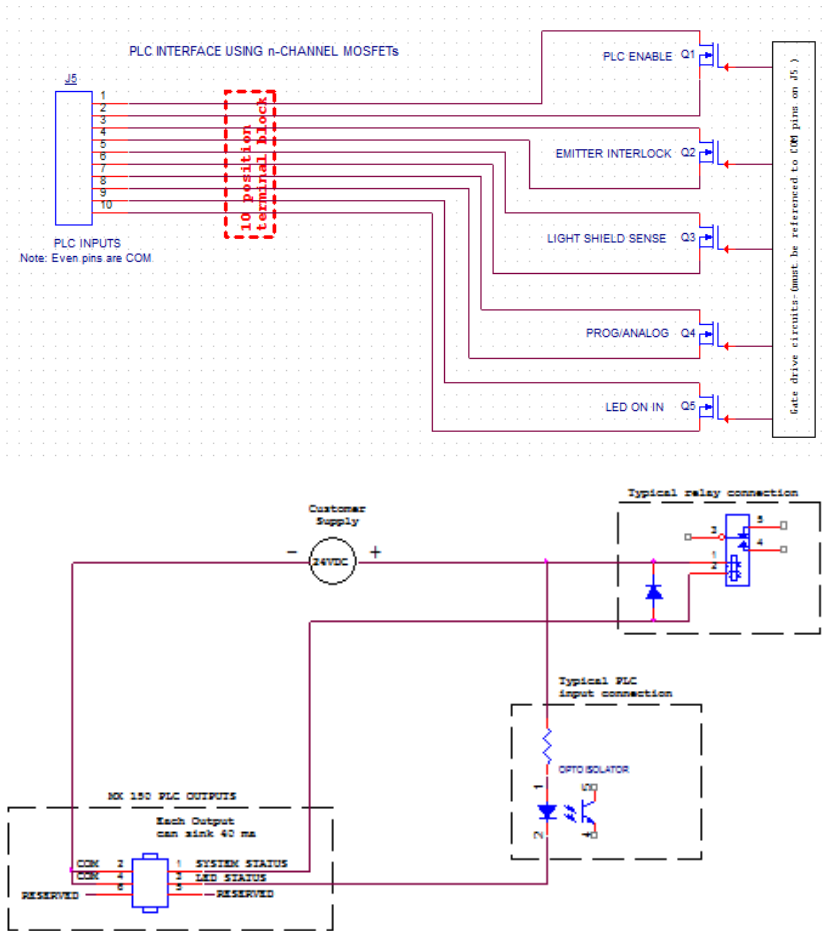 PLC INTERFACE USING n-CHANNEL MOSFETs
J5
1
2
3
4
5
6
7
8
9
10
10 position
terminal block
PLC INPUTS
Note: Even pins are COM
PLC ENABLE Q1
EMITTER INTERLOCK Q2
LIGHT SHIELD SENSE Q3
PROG/ANALOG Q4
LED ON IN Q5
Gate drive circuits-(must be referenced to COM pins on J5.)
Typical relay connection
3
5
4
1
2
Customer
Supply
- 24VDC +
Typical PLC
input connection
OPTO ISOLATOR
1
5
2
4
MX 150 PLC OUTPUTS
Each Output
can sink 40 ma
COM 2 1 SYSTEM STATUS
COM 4 3 LED STATUS
RESERVED 6 5 RESERVED